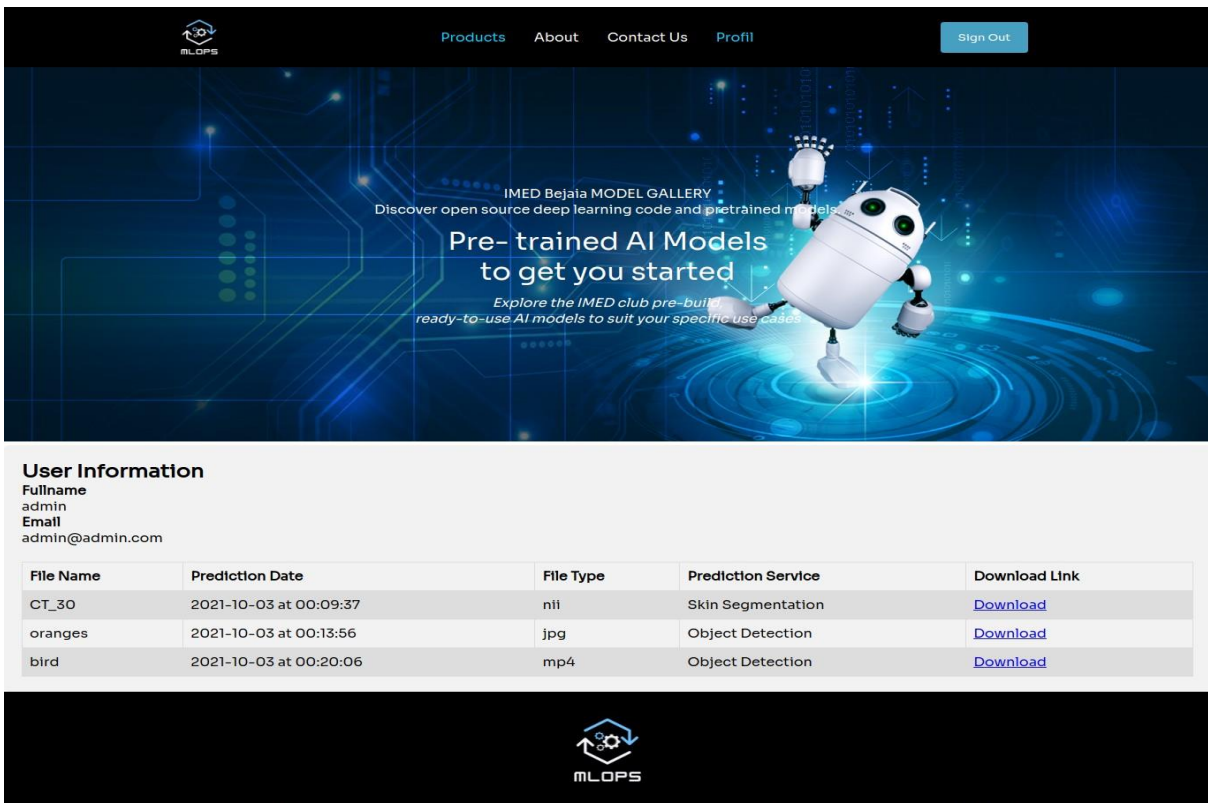 MLOPS
Products About Contact Us Profil
Sign Out
IMED Bejaia MODEL GALLERY
Discover open source deep learning code and pretrained models.
Pre- trained AI Models
to get you started
Explore the IMED club pre-build,
ready-to-use AI models to suit your specific use cases
User Information
Fullname
admin
Email
admin@admin.com
File Name Prediction Date File Type Prediction Service Download Link
CT_30 2021-10-03 at 00:09:37 nii Skin Segmentation Download
oranges 2021-10-03 at 00:13:56 jpg Object Detection Download
bird 2021-10-03 at 00:20:06 mp4 Object Detection Download
MLOPS